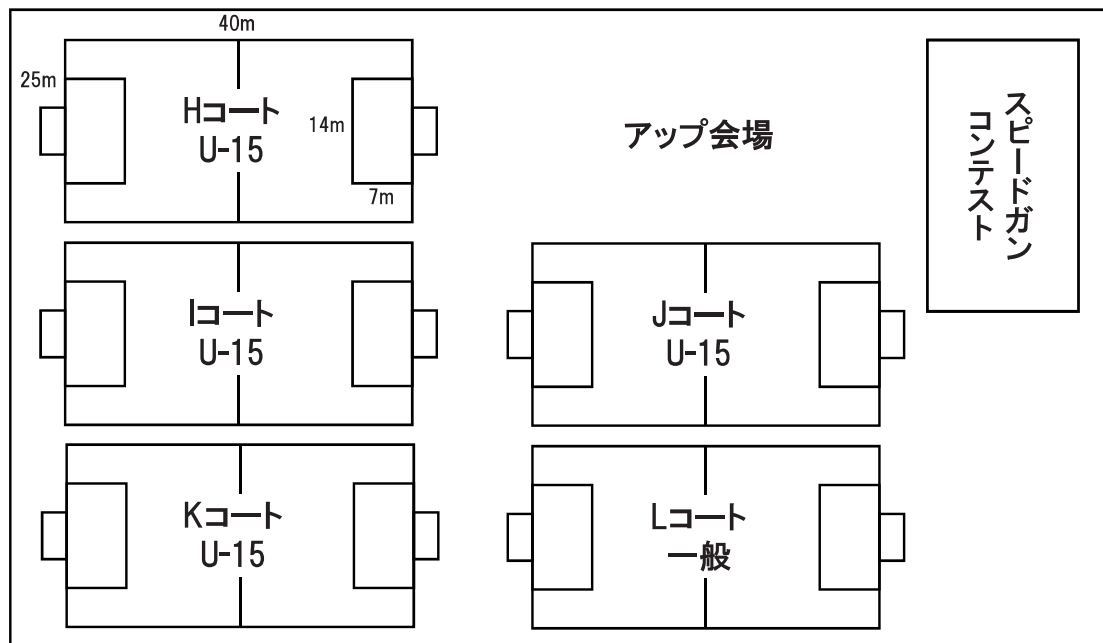 40m
25m
Hコート
U-15
14m
7m
アップ会場
スピードガン
コンテスト
Iコート
U-15
Jコート
U-15
Kコート
U-15
Lコート
一般